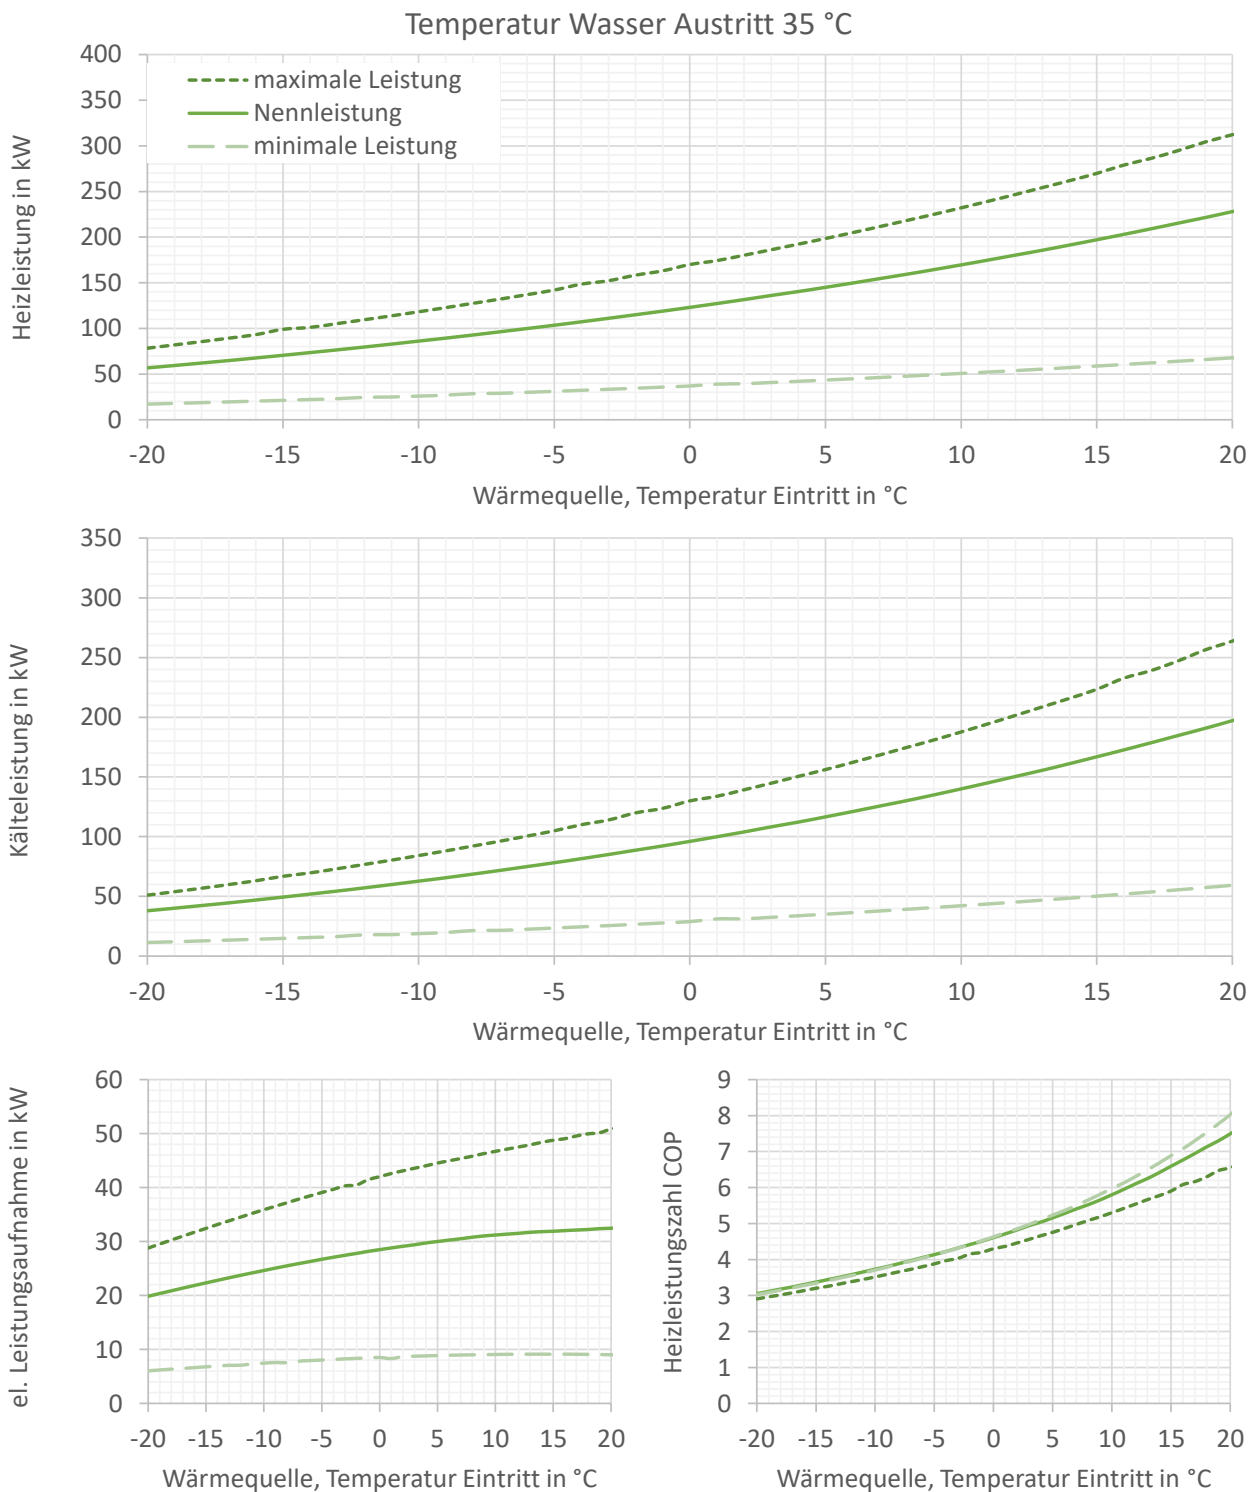 Temperatur Wasser Austritt 35 °C
Heizleistung in kW
400
350
300
250
200
150
100
50
0
maximale Leistung
Nennleistung
minimale Leistung
-20 -15 -10 -5 0 5 10 15 20
Wärmequelle, Temperatur Eintritt in °C
Kälteleistung in kW
350
300
250
200
150
100
50
0
-20 -15 -10 -5 0 5 10 15 20
Wärmequelle, Temperatur Eintritt in °C
el. Leistungsaufnahme in kW
60
50
40
30
20
10
0
-20 -15 -10 -5 0 5 10 15 20
Wärmequelle, Temperatur Eintritt in °C
Heizleistungszahl COP
9
8
7
6
5
4
3
2
1
0
-20 -15 -10 -5 0 5 10 15 20
Wärmequelle, Temperatur Eintritt in °C